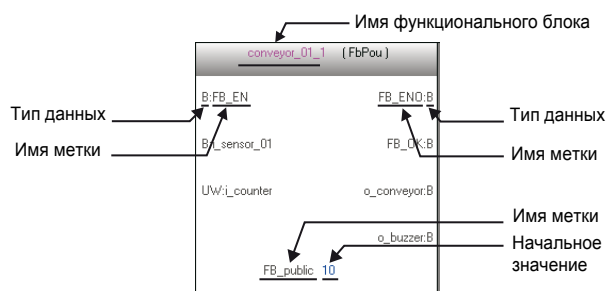 Имя функционального блока
conveyor_01_1 (FbPou)
B:FB_EN FB_ENO:B
Тип данных Тип данных
Имя метки B:i_sensor_01 FB_OK:B Имя метки
UW:i_counter o_conveyor:B
Имя метки
o_buzzer:B
Начальное
значение
FB_public 10